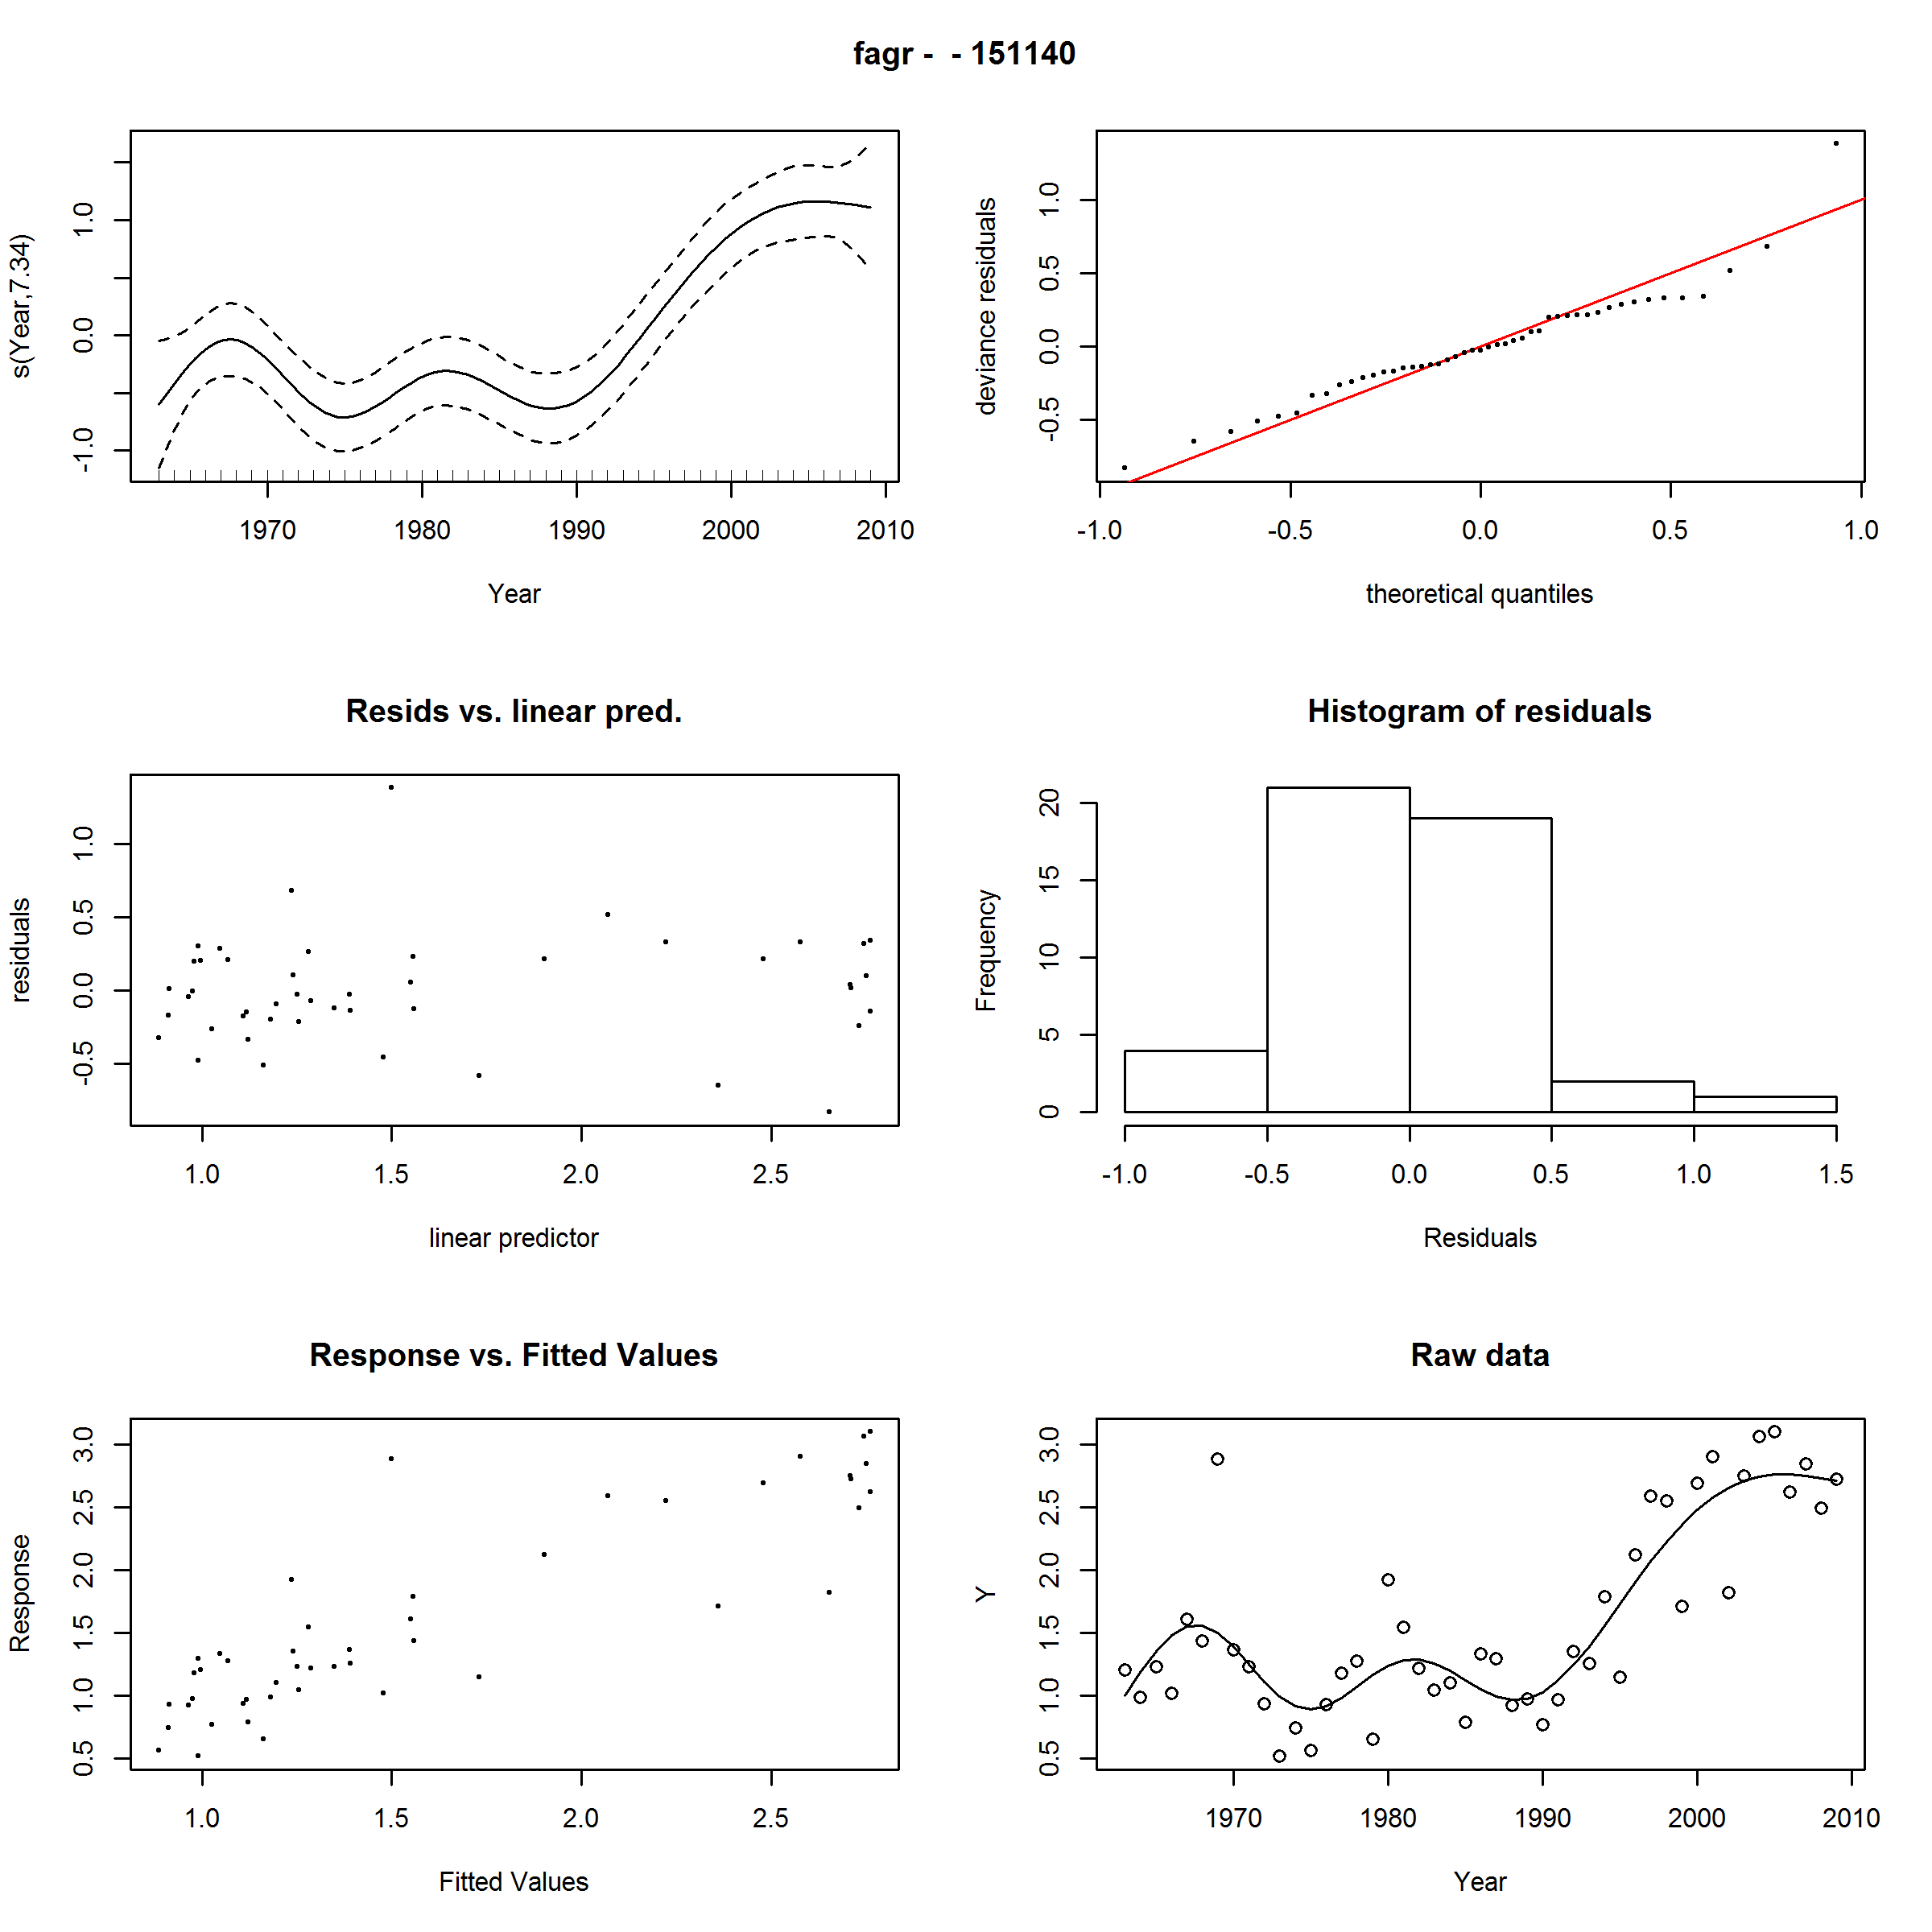 fagr -  - 151140
s(Year,7.34)
-1.0 0.0 1.0
1970 1980 1990 2000 2010
Year
deviance residuals
-0.5 0.0 0.5 1.0
-1.0 -0.5 0.0 0.5 1.0
theoretical quantiles
Resids vs. linear pred.
residuals
-0.5 0.0 0.5 1.0
1.0 1.5 2.0 2.5
linear predictor
Histogram of residuals
Frequency
0 5 10 15 20
-1.0 -0.5 0.0 0.5 1.0 1.5
Residuals
Response vs. Fitted Values
Response
0.5 1.0 1.5 2.0 2.5 3.0
1.0 1.5 2.0 2.5
Fitted Values
Raw data
Y
0.5 1.0 1.5 2.0 2.5 3.0
1970 1980 1990 2000 2010
Year